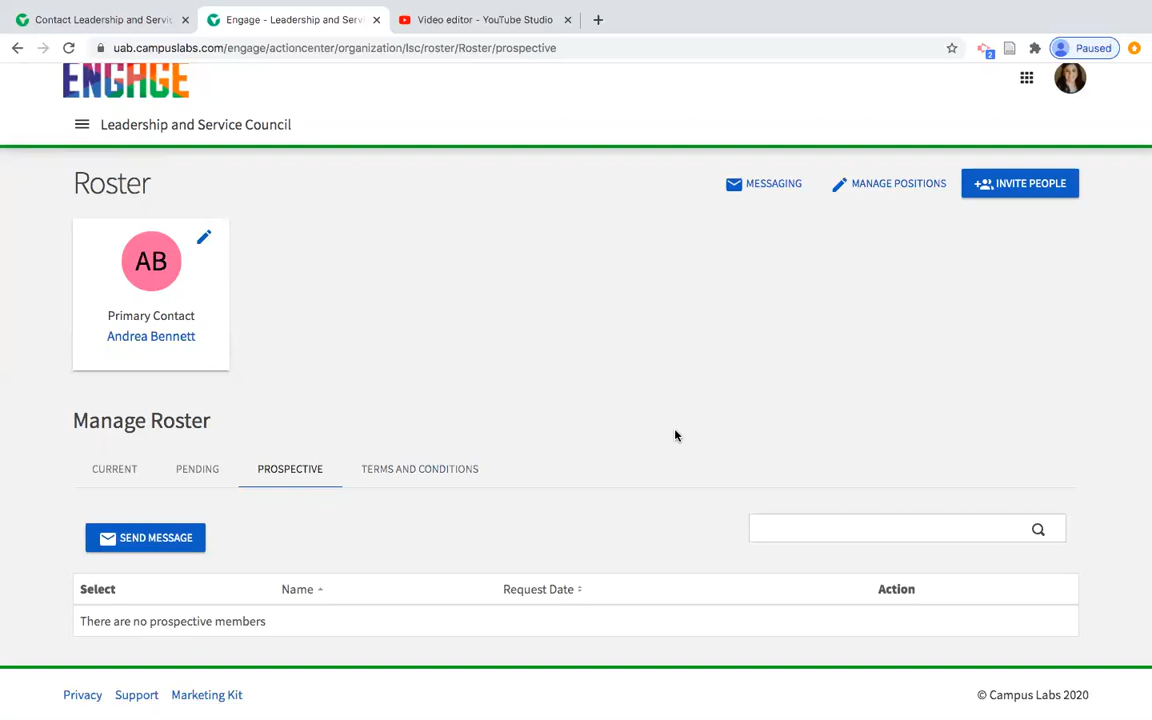 Contact Leadership and Servic
Engage - Leadership and Servi
Video editor - YouTube Studio
uab.campuslabs.com/engage/actioncenter/organization/lsc/roster/Roster/prospective
2
Paused
ENGAGE
Leadership and Service Council
Roster
MESSAGING
MANAGE POSITIONS
INVITE PEOPLE
AB
Primary Contact
Andrea Bennett
Manage Roster
CURRENT PENDING PROSPECTIVE TERMS AND CONDITIONS
SEND MESSAGE
Select Name Request Date Action
There are no prospective members
Privacy Support Marketing Kit © Campus Labs 2020